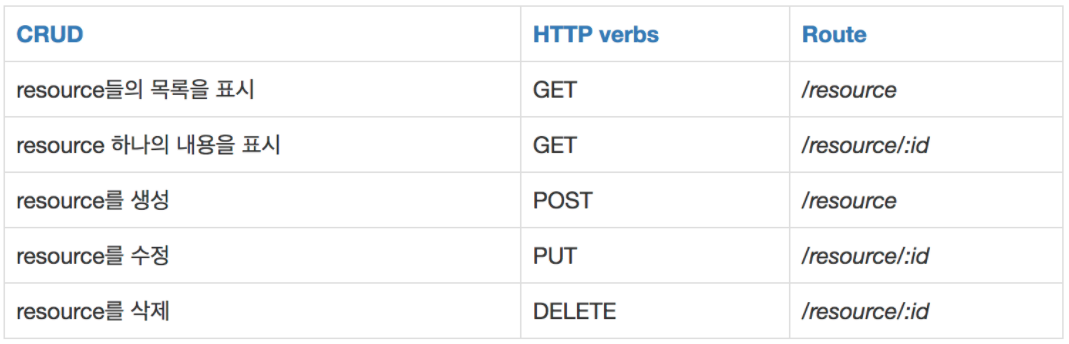 CRUD HTTP verbs Route
resource들의 목록을 표시 GET /resource
resource 하나의 내용을 표시 GET /resource/:id
resource를 생성 POST /resource
resource를 수정 PUT /resource/:id
resource를 삭제 DELETE /resource/:id